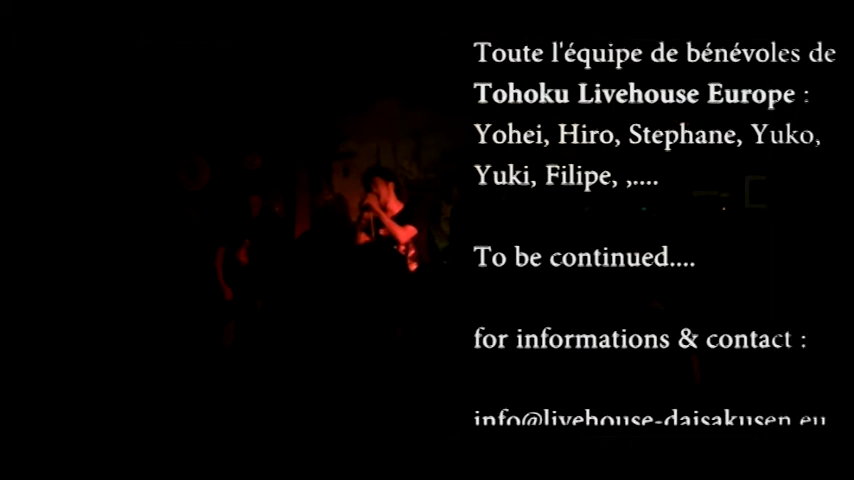 Toute l'équipe de bénévoles de
Tohoku Livehouse Europe :
Yohei, Hiro, Stephane, Yuko,
Yuki, Filipe, ,....
To be continued....
for informations & contact :
info@livehouse-daisakusen.eu